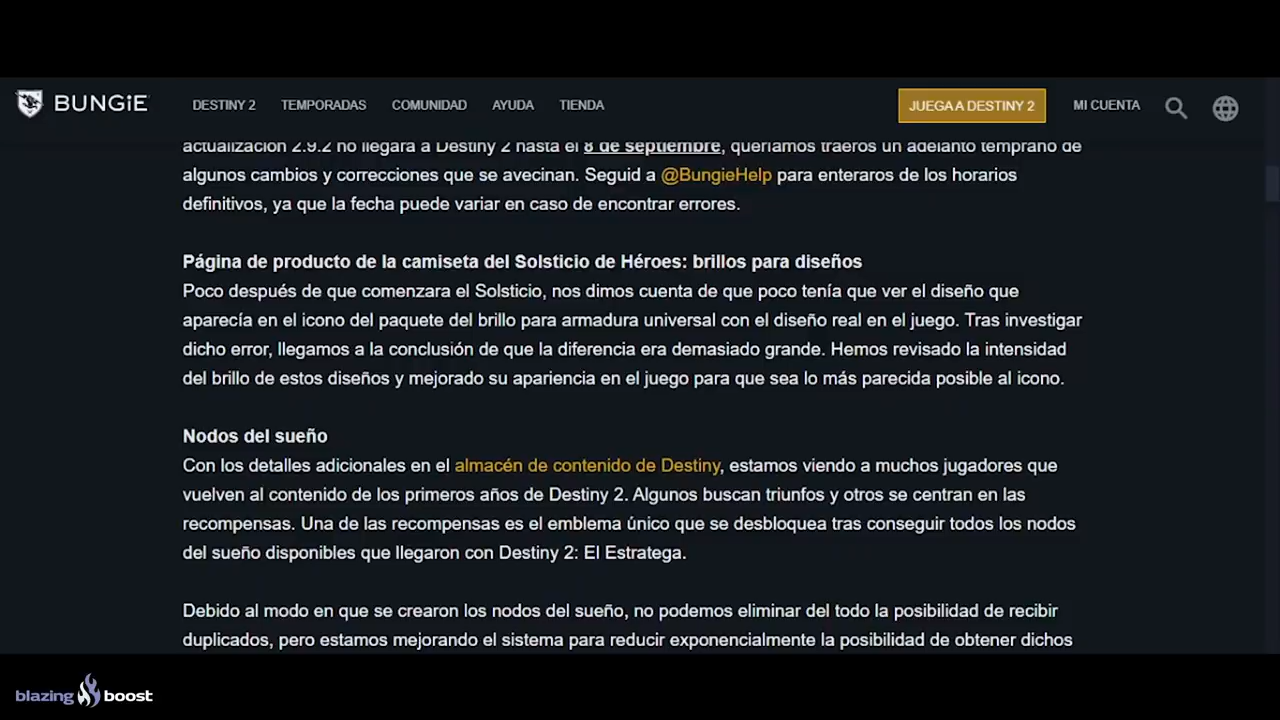 BUNGiE
DESTINY 2 TEMPORADAS COMUNIDAD AYUDA TIENDA JUEGA A DESTINY 2 MI CUENTA
actualización 2.9.2 no llegará a Destiny 2 hasta el 8 de septiembre, queríamos traeros un adelanto temprano de
algunos cambios y correcciones que se avecinan. Seguid a @BungieHelp para enteraros de los horarios
definitivos, ya que la fecha puede variar en caso de encontrar errores.
Página de producto de la camiseta del Solsticio de Héroes: brillos para diseños
Poco después de que comenzara el Solsticio, nos dimos cuenta de que poco tenía que ver el diseño que
aparecía en el icono del paquete del brillo para armadura universal con el diseño real en el juego. Tras investigar
dicho error, llegamos a la conclusión de que la diferencia era demasiado grande. Hemos revisado la intensidad
del brillo de estos diseños y mejorado su apariencia en el juego para que sea lo más parecida posible al icono.
Nodos del sueño
Con los detalles adicionales en el almacén de contenido de Destiny, estamos viendo a muchos jugadores que
vuelven al contenido de los primeros años de Destiny 2. Algunos buscan triunfos y otros se centran en las
recompensas. Una de las recompensas es el emblema único que se desbloquea tras conseguir todos los nodos
del sueño disponibles que llegaron con Destiny 2: El Estratega.
Debido al modo en que se crearon los nodos del sueño, no podemos eliminar del todo la posibilidad de recibir
duplicados, pero estamos mejorando el sistema para reducir exponencialmente la posibilidad de obtener dichos
blazing boost